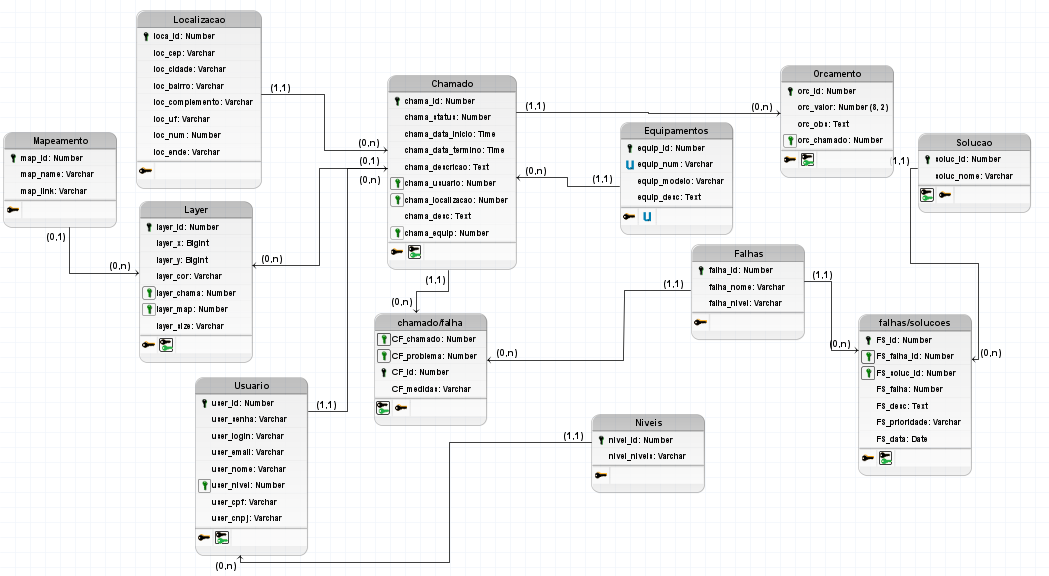 Localizacao
loca_id: Number
loc_cep: Varchar
loc_cidade: Varchar
loc_bairro: Varchar
loc_complemento: Varchar
loc_uf: Varchar
loc_num: Number
loc_ende: Varchar
(1,1)
(0,n)
(0,1)
(0,n)
Mapeamento
map_id: Number
map_name: Varchar
map_link: Varchar
(0,1)
(0,n)
Layer
layer_id: Number
layer_x: BigInt
layer_y: BigInt
layer_cor: Varchar
layer_chama: Number
layer_map: Number
layer_size: Varchar
(0,n)
Chamado
chama_id: Number
chama_status: Number
chama_data_inicio: Time
chama_data_termino: Time
chama_descricao: Text
chama_usuario: Number
chama_localizacao: Number
chama_desc: Text
chama_equip: Number
(1,1)
(0,n)
(0,n)
(1,1)
(1,1)
(0,n)
Orcamento
orc_id: Number
orc_valor: Number (8, 2)
orc_obs: Text
orc_chamado: Number
Equipamentos
equip_id: Number
U equip_num: Varchar
equip_modelo: Varchar
equip_desc: Text
U
Solucao
soluc_id: Number
soluc_nome: Varchar
1,1)
(0,n)
Falhas
falha_id: Number
falha_nome: Varchar
falha_nivel: Varchar
(1,1)
(1,1)
(0,n)
(0,n)
chamado/falha
CF_chamado: Number
CF_problema: Number
CF_id: Number
CF_medidas: Varchar
falhas/solucoes
FS_id: Number
FS_falha_id: Number
FS_soluc_id: Number
FS_falha: Number
FS_desc: Text
FS_prioridade: Varchar
FS_data: Date
Usuario
user_id: Number
user_senha: Varchar
user_login: Varchar
user_email: Varchar
user_nome: Varchar
user_nivel: Number
user_cpf: Varchar
user_cnpj: Varchar
(1,1)
(0,n)
Niveis
nivel_id: Number
nivel_niveis: Varchar
(1,1)